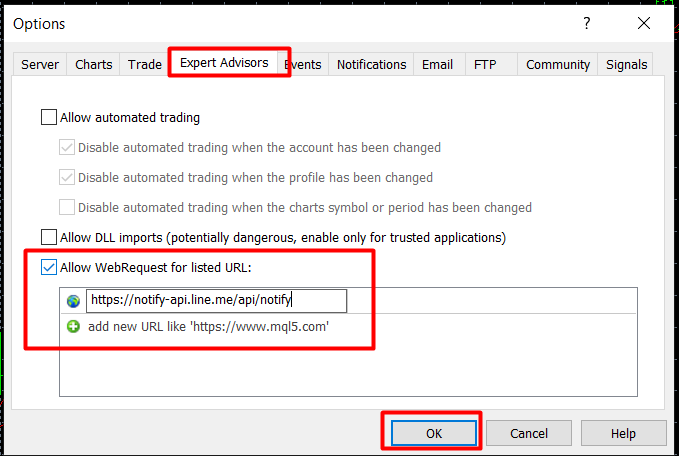 Options
?
Server Charts Trade Expert Advisors Events Notifications Email FTP Community Signals
Allow automated trading
Disable automated trading when the account has been changed
Disable automated trading when the profile has been changed
Disable automated trading when the charts symbol or period has been changed
Allow DLL imports (potentially dangerous, enable only for trusted applications)
Allow WebRequest for listed URL:
https://notify-api.line.me/api/notify
add new URL like 'https://www.mql5.com'
OK Cancel Help